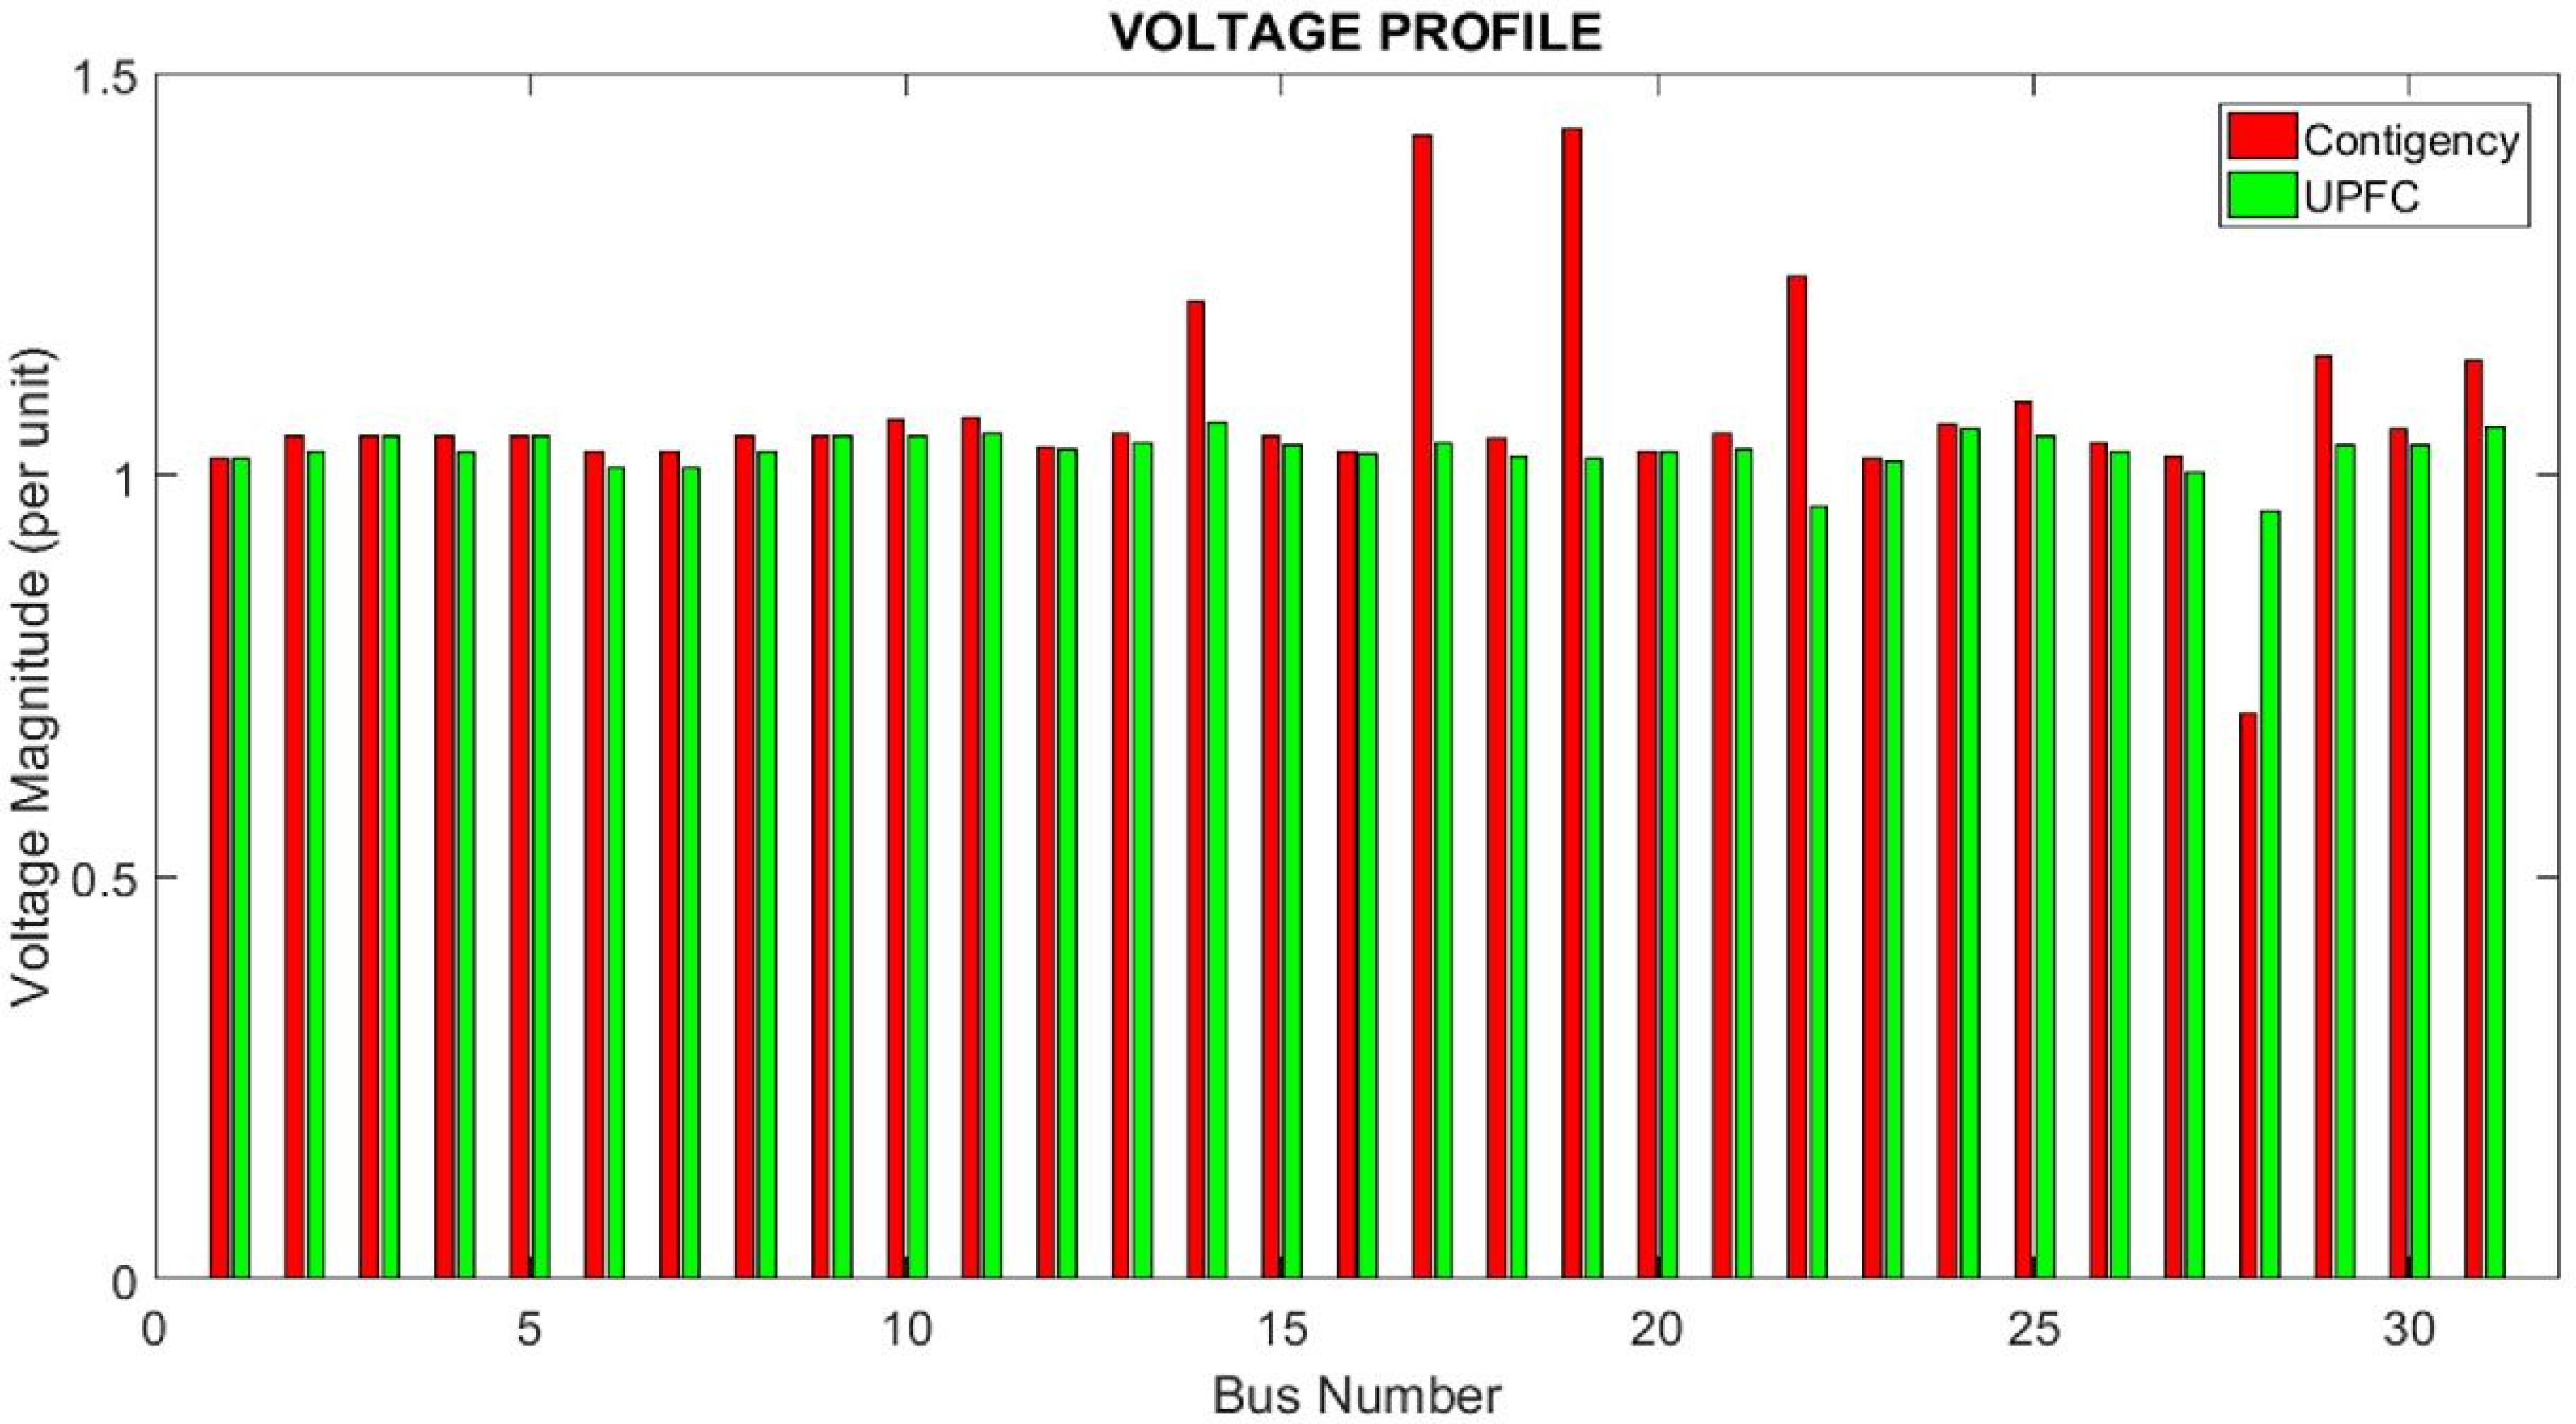 VOLTAGE PROFILE
1.5
1
0.5
0
Voltage Magnitude (per unit)
Contigency
UPFC
0 5 10 15 20 25 30
Bus Number